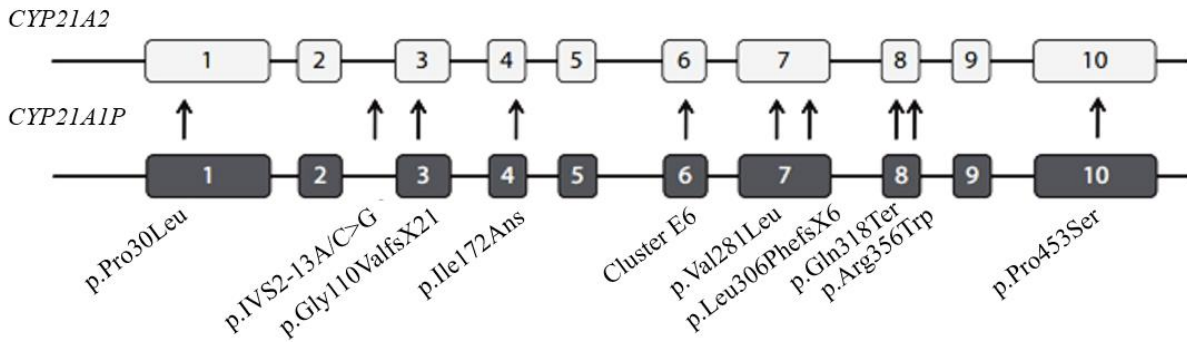 CYP21A2
1 2 3 4 5 6 7 8 9 10
CYP21A1P
1 2 3 4 5 6 7 8 9 10
p.Pro30Leu
p.IVS2-13A/C>G
p.Gly110ValfsX21
p.Ile172Ans
Cluster E6
p.Val281Leu
p.Leu306PhefsX6
p.Gln318Ter
p.Arg356Trp
p.Pro453Ser